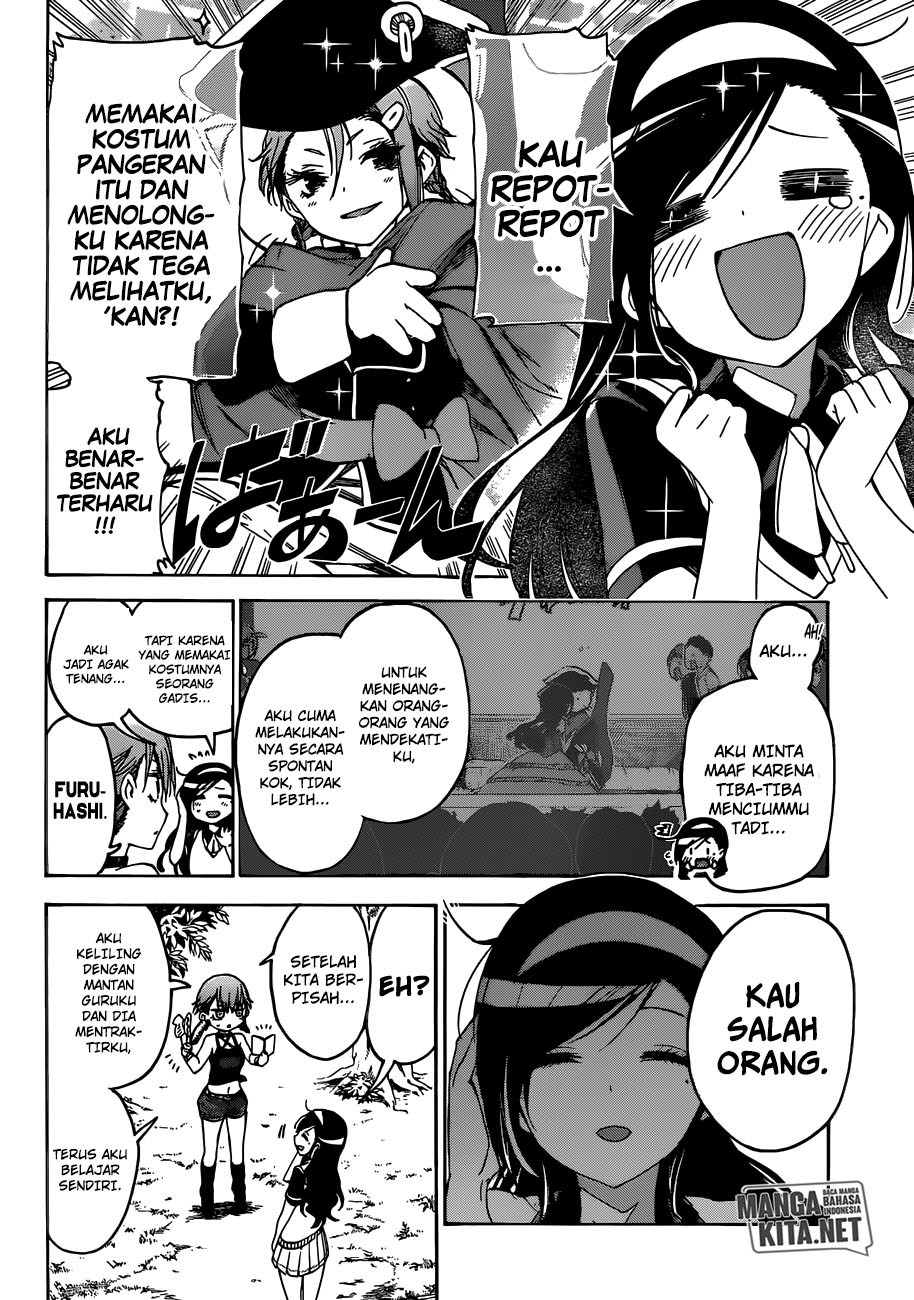 KAU
REPOT-
REPOT
...
MEMAKAI
KOSTUM
PANGERAN
ITU DAN
MENOLONG-
KU KARENA
TIDAK TEGA
MELIHATKU,
'KAN?!
AKU
BENAR-
BENAR
TERHARU
!!!
ばぁーん
AH!
AKU...
AKU MINTA
MAAF KARENA
TIBA-TIBA
MENCIUMMU
TADI...
UNTUK
MENENANG-
KAN ORANG-
ORANG YANG
MENDEKATI-
KU,
AKU CUMA
MELAKUKAN-
NYA SECARA
SPONTAN
KOK, TIDAK
LEBIH...
TAPI KARENA
YANG MEMAKAI
KOSTUMNYA
SEORANG
GADIS...
AKU
JADI AGAK
TENANG...
FURU-
HASHI.
KAU
SALAH
ORANG.
EH?
SETELAH
KITA BER-
PISAH...
AKU
KELILING
DENGAN
MANTAN
GURUKU
DAN DIA
MENTRAK-
TIRKU,
TERUS AKU
BELAJAR
SENDIRI.
MANGA
KITA.NET
BACA MANGA
BAHASA
INDONESIA